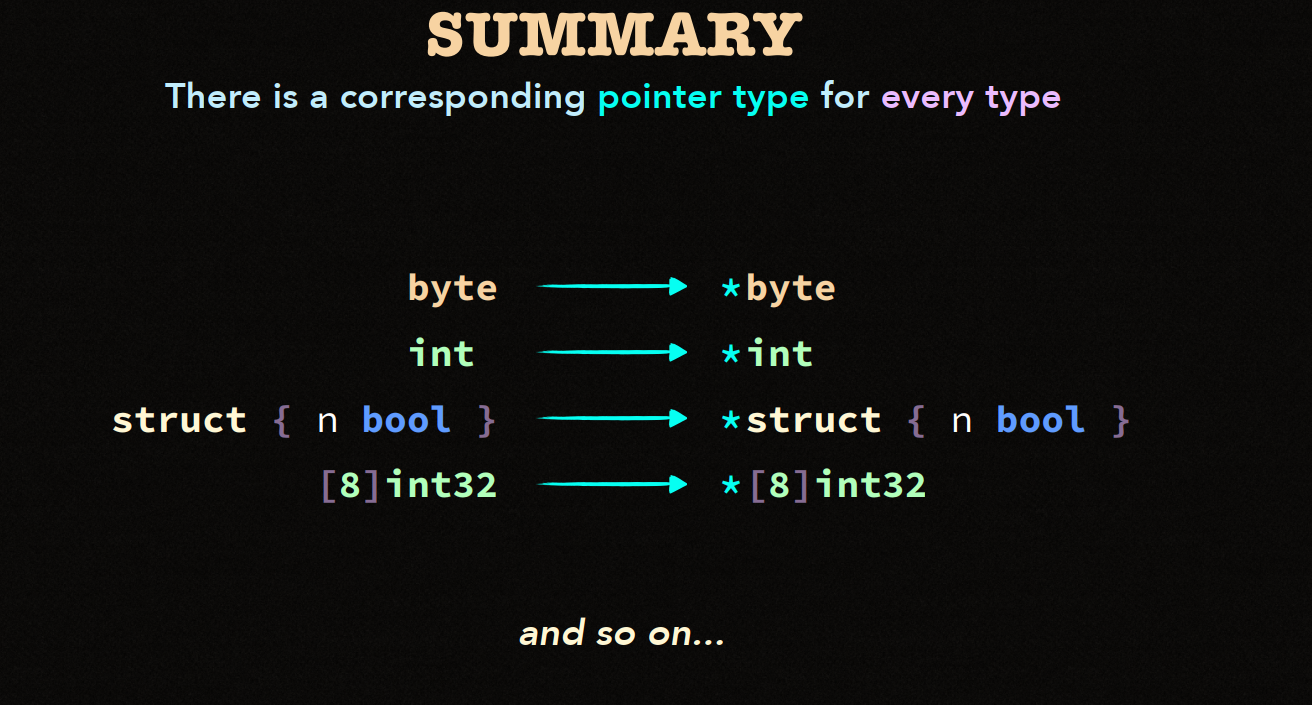 SUMMARY
There is a corresponding pointer type for every type
byte *byte
int *int
struct { n bool } *struct { n bool }
[8]int32 *[8]int32
and so on...